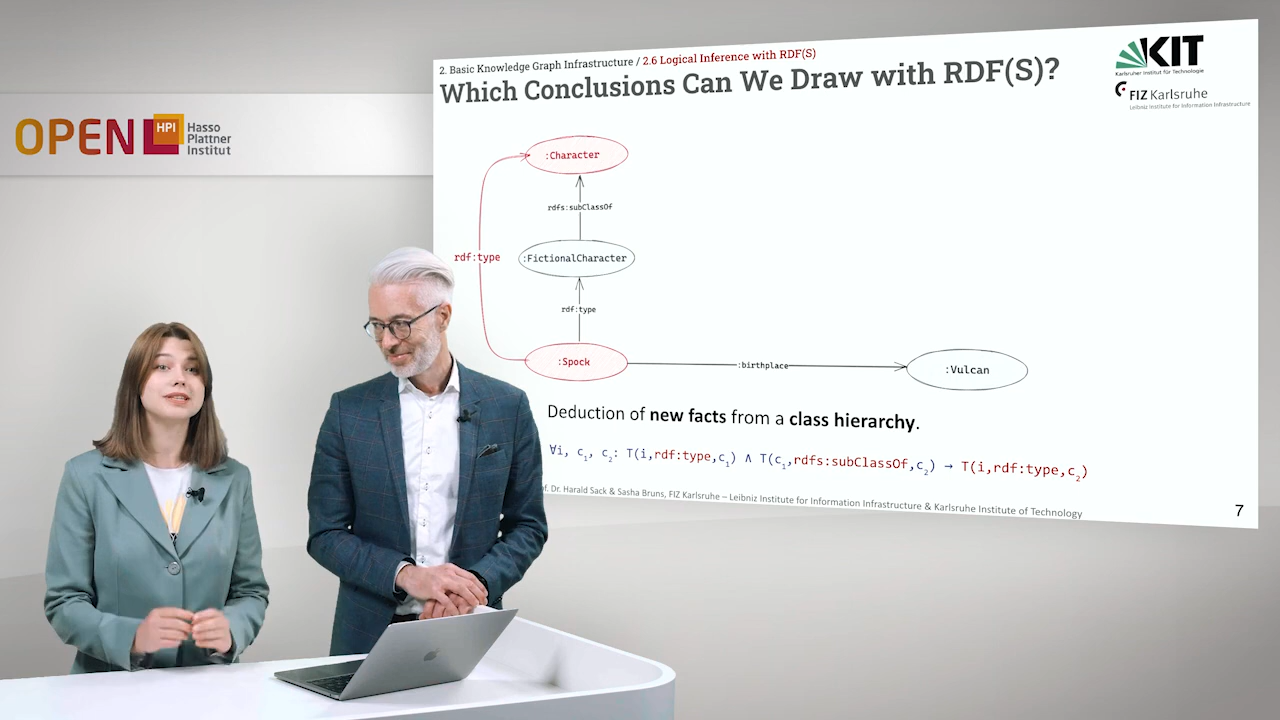 2. Basic Knowledge Graph Infrastructure / 2.6 Logical Inference with RDF(S)
Which Conclusions Can We Draw with RDF(S)?
KIT
Karlsruher Institut für Technologie
FIZ Karlsruhe
Leibniz Institute for Information Infrastructure
OPEN HPI
Hasso
Plattner
Institut
:Character
rdfs:subClassOf
rdf:type
:FictionalCharacter
rdf:type
:Spock
:birthplace
:Vulcan
Deduction of new facts from a class hierarchy.
∀i, c₁, c₂: T(i,rdf:type,c₁) ∧ T(c₁,rdfs:subClassOf,c₂) → T(i,rdf:type,c₂)
Dr. Harald Sack & Sasha Bruns, FIZ Karlsruhe – Leibniz Institute for Information Infrastructure & Karlsruhe Institute of Technology
7